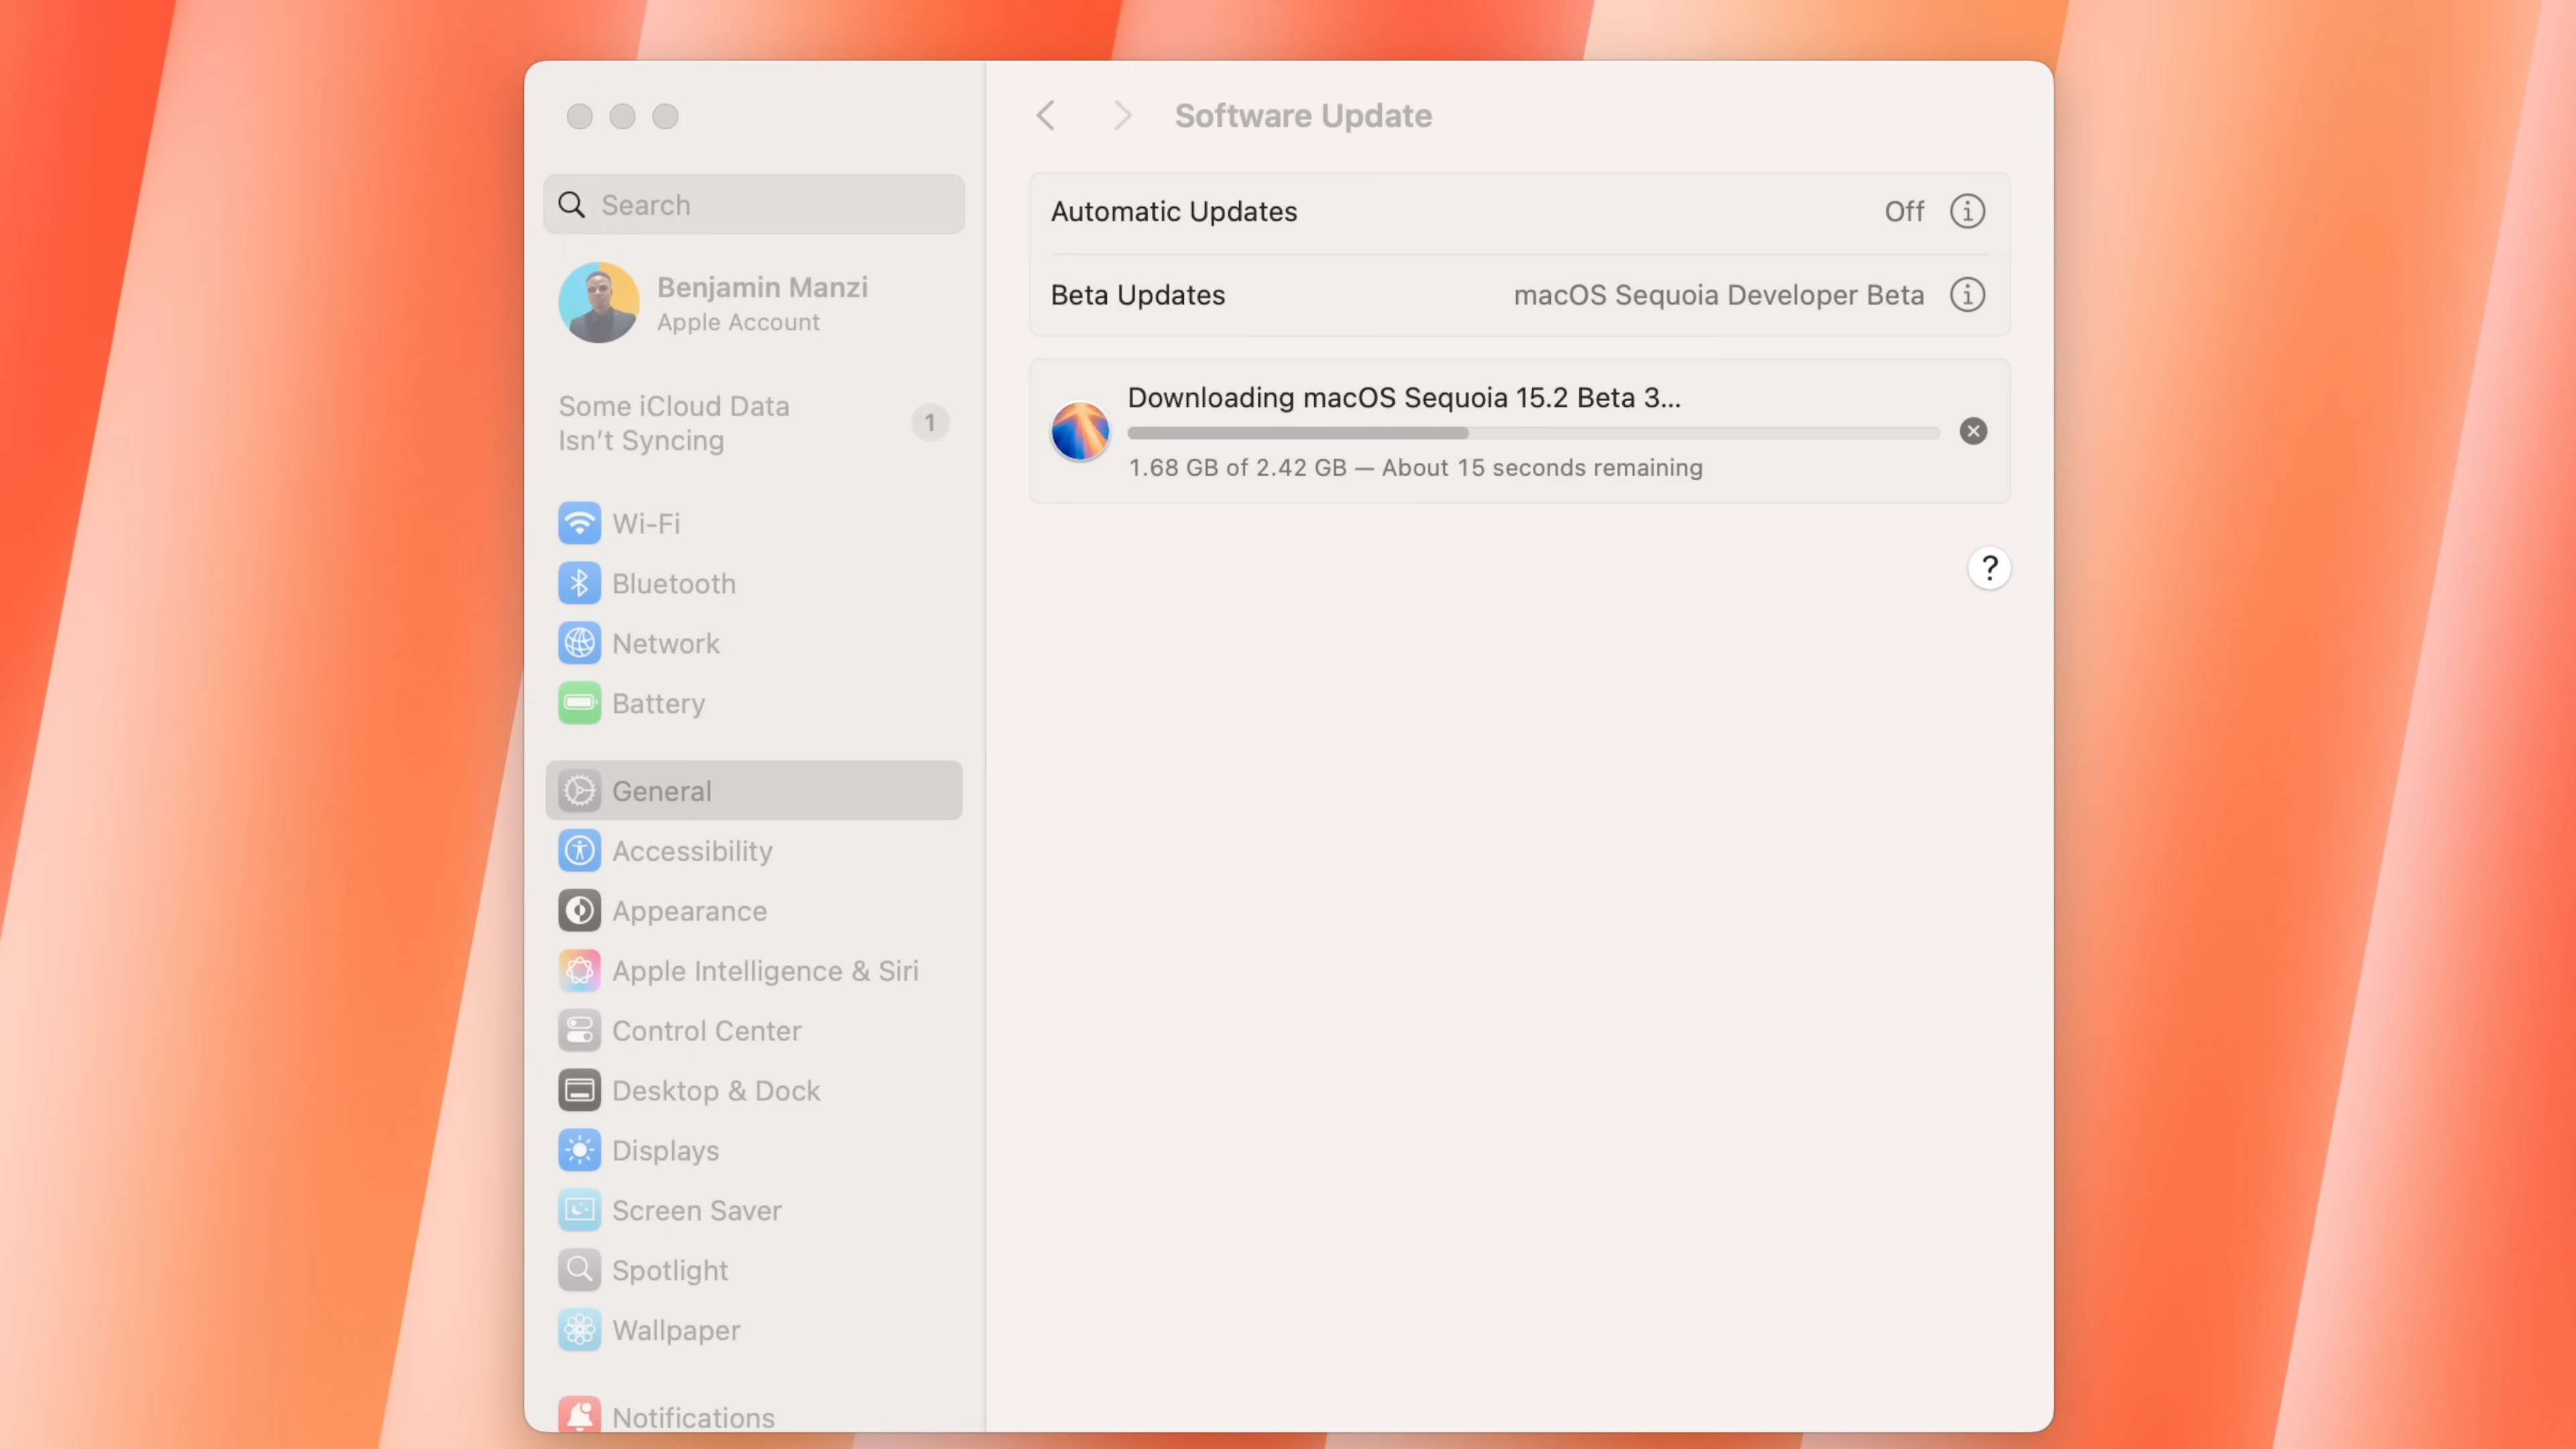 Software Update
Search
Automatic Updates Off
Beta Updates macOS Sequoia Developer Beta
Benjamin Manzi
Apple Account
Downloading macOS Sequoia 15.2 Beta 3...
1.68 GB of 2.42 GB — About 15 seconds remaining
?
Some iCloud Data
Isn’t Syncing
1
Wi-Fi
Bluetooth
Network
Battery
General
Accessibility
Appearance
Apple Intelligence & Siri
Control Center
Desktop & Dock
Displays
Screen Saver
Spotlight
Wallpaper
Notifications